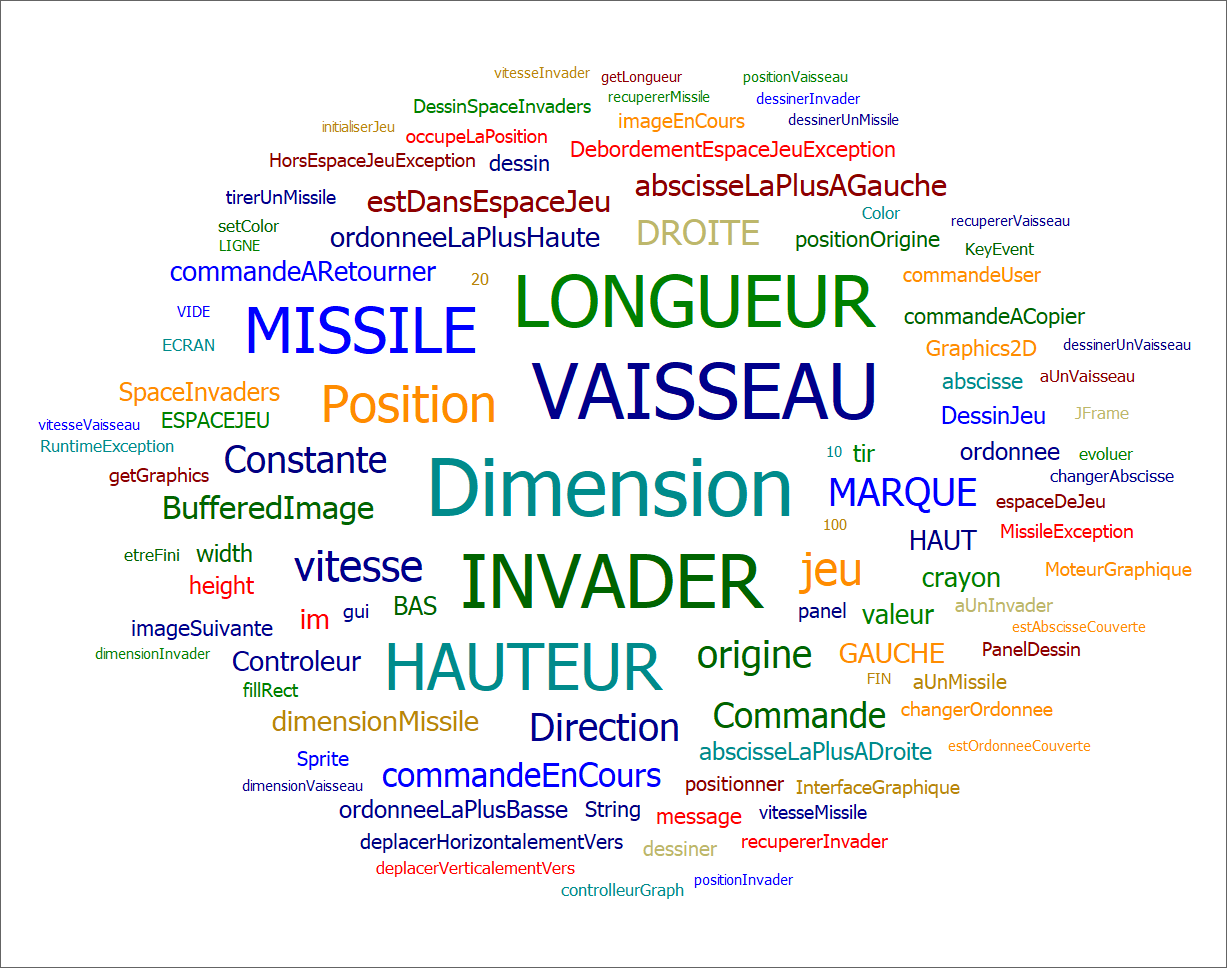 vitesseInvader getLongueur positionVaisseau
DessinSpaceInvaders recupererMissile dessinerInvader
initialiserJeu occupeLaPosition imageEnCours dessinerUnMissile
HorsEspaceJeuException dessin DebordementEspaceJeuException
tirerUnMissile estDansEspaceJeu abscisseLaPlusAGauche
setColor ordonneeLaPlusHaute DROITE Color recupererVaisseau
LIGNE positionOrigine KeyEvent
commandeARetourner 20 commandeUser
VIDE MISSILE LONGUEUR commandeACopier
ECRAN Graphics2D dessinerUnVaisseau
SpaceInvaders Position VAISSEAU abscisse aUnVaisseau
vitesseVaisseau ESPACEJEU DessinJeu JFrame
RuntimeException Constante 10 tir ordonnee evoluer
getGraphics Dimension MARQUE changerAbscisse
BufferedImage espaceDeJeu
100 HAUT MissileException
etreFini width vitesse INVADER jeu crayon MoteurGraphique
height im gui BAS panel valeur aUnInvader
imageSuivante estAbscisseCouverte
dimensionInvader Controleur HAUTEUR origine GAUCHE PanelDessin
fillRect FIN aUnMissile
dimensionMissile Direction Commande changerOrdonnee
Sprite abscisseLaPlusADroite estOrdonneeCouverte
dimensionVaisseau commandeEnCours positionner InterfaceGraphique
ordonneeLaPlusBasse String message vitesseMissile
deplacerHorizontalementVers dessiner recupererInvader
deplacerVerticalementVers controlleurGraph positionInvader